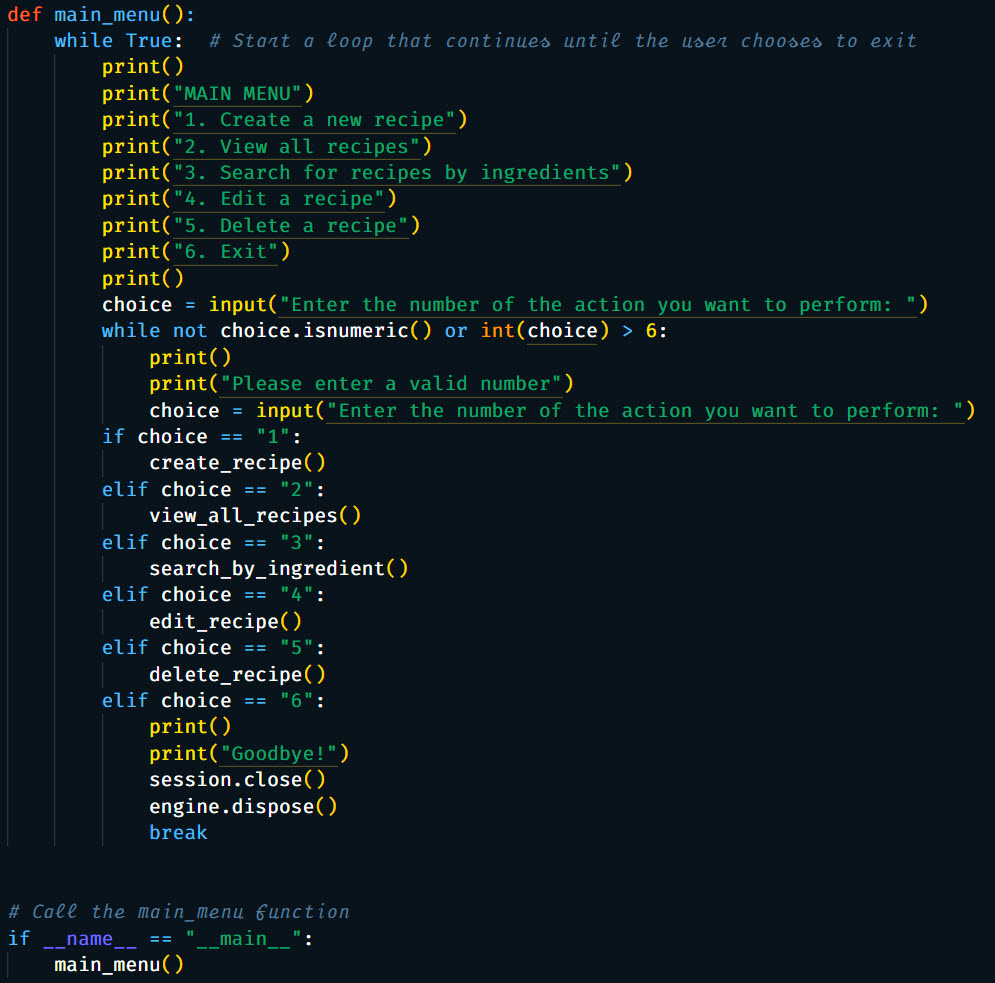 def main_menu():
    while True:  # Start a loop that continues until the user chooses to exit
        print()
        print("MAIN MENU")
        print("1. Create a new recipe")
        print("2. View all recipes")
        print("3. Search for recipes by ingredients")
        print("4. Edit a recipe")
        print("5. Delete a recipe")
        print("6. Exit")
        print()
        choice = input("Enter the number of the action you want to perform: ")
        while not choice.isnumeric() or int(choice) > 6:
            print()
            print("Please enter a valid number")
            choice = input("Enter the number of the action you want to perform: ")
        if choice == "1":
            create_recipe()
        elif choice == "2":
            view_all_recipes()
        elif choice == "3":
            search_by_ingredient()
        elif choice == "4":
            edit_recipe()
        elif choice == "5":
            delete_recipe()
        elif choice == "6":
            print()
            print("Goodbye!")
            session.close()
            engine.dispose()
            break
# Call the main_menu function
if __name__ == "__main__":
    main_menu()